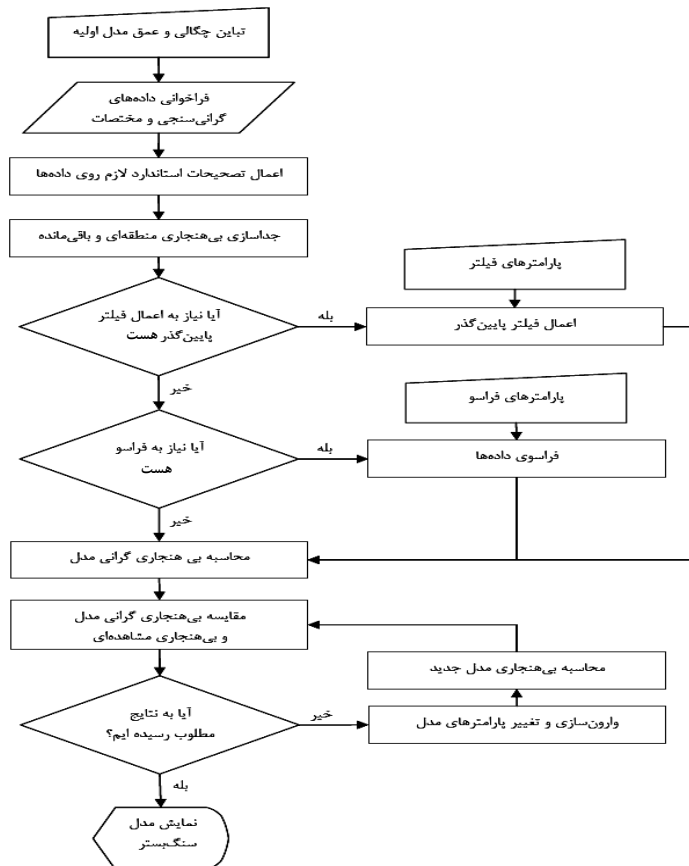 تباین چگالی و عمق مدل اولیه
فراخوانی داده‌های
گرانی‌سنجی و مختصات
اعمال تصحیحات استاندارد لازم روی داده‌ها
جداسازی بی‌هنجاری منطقه‌ای و باقی‌مانده
پارامترهای فیلتر
آیا نیاز به اعمال فیلتر
پایین‌گذر هست
بله
اعمال فیلتر پایین‌گذر
خیر
پارامترهای فراسو
آیا نیاز به فراسو
هست
بله
فراسوی داده‌ها
خیر
محاسبه بی هنجاری گرانی مدل
مقایسه بی‌هنجاری گرانی مدل
و بی‌هنجاری مشاهده‌ای
محاسبه بی‌هنجاری مدل جدید
آیا به نتایج
مطلوب رسیده ایم؟
خیر
وارون‌سازی و تغییر پارامترهای مدل
بله
نمایش مدل
سنگ‌بستر